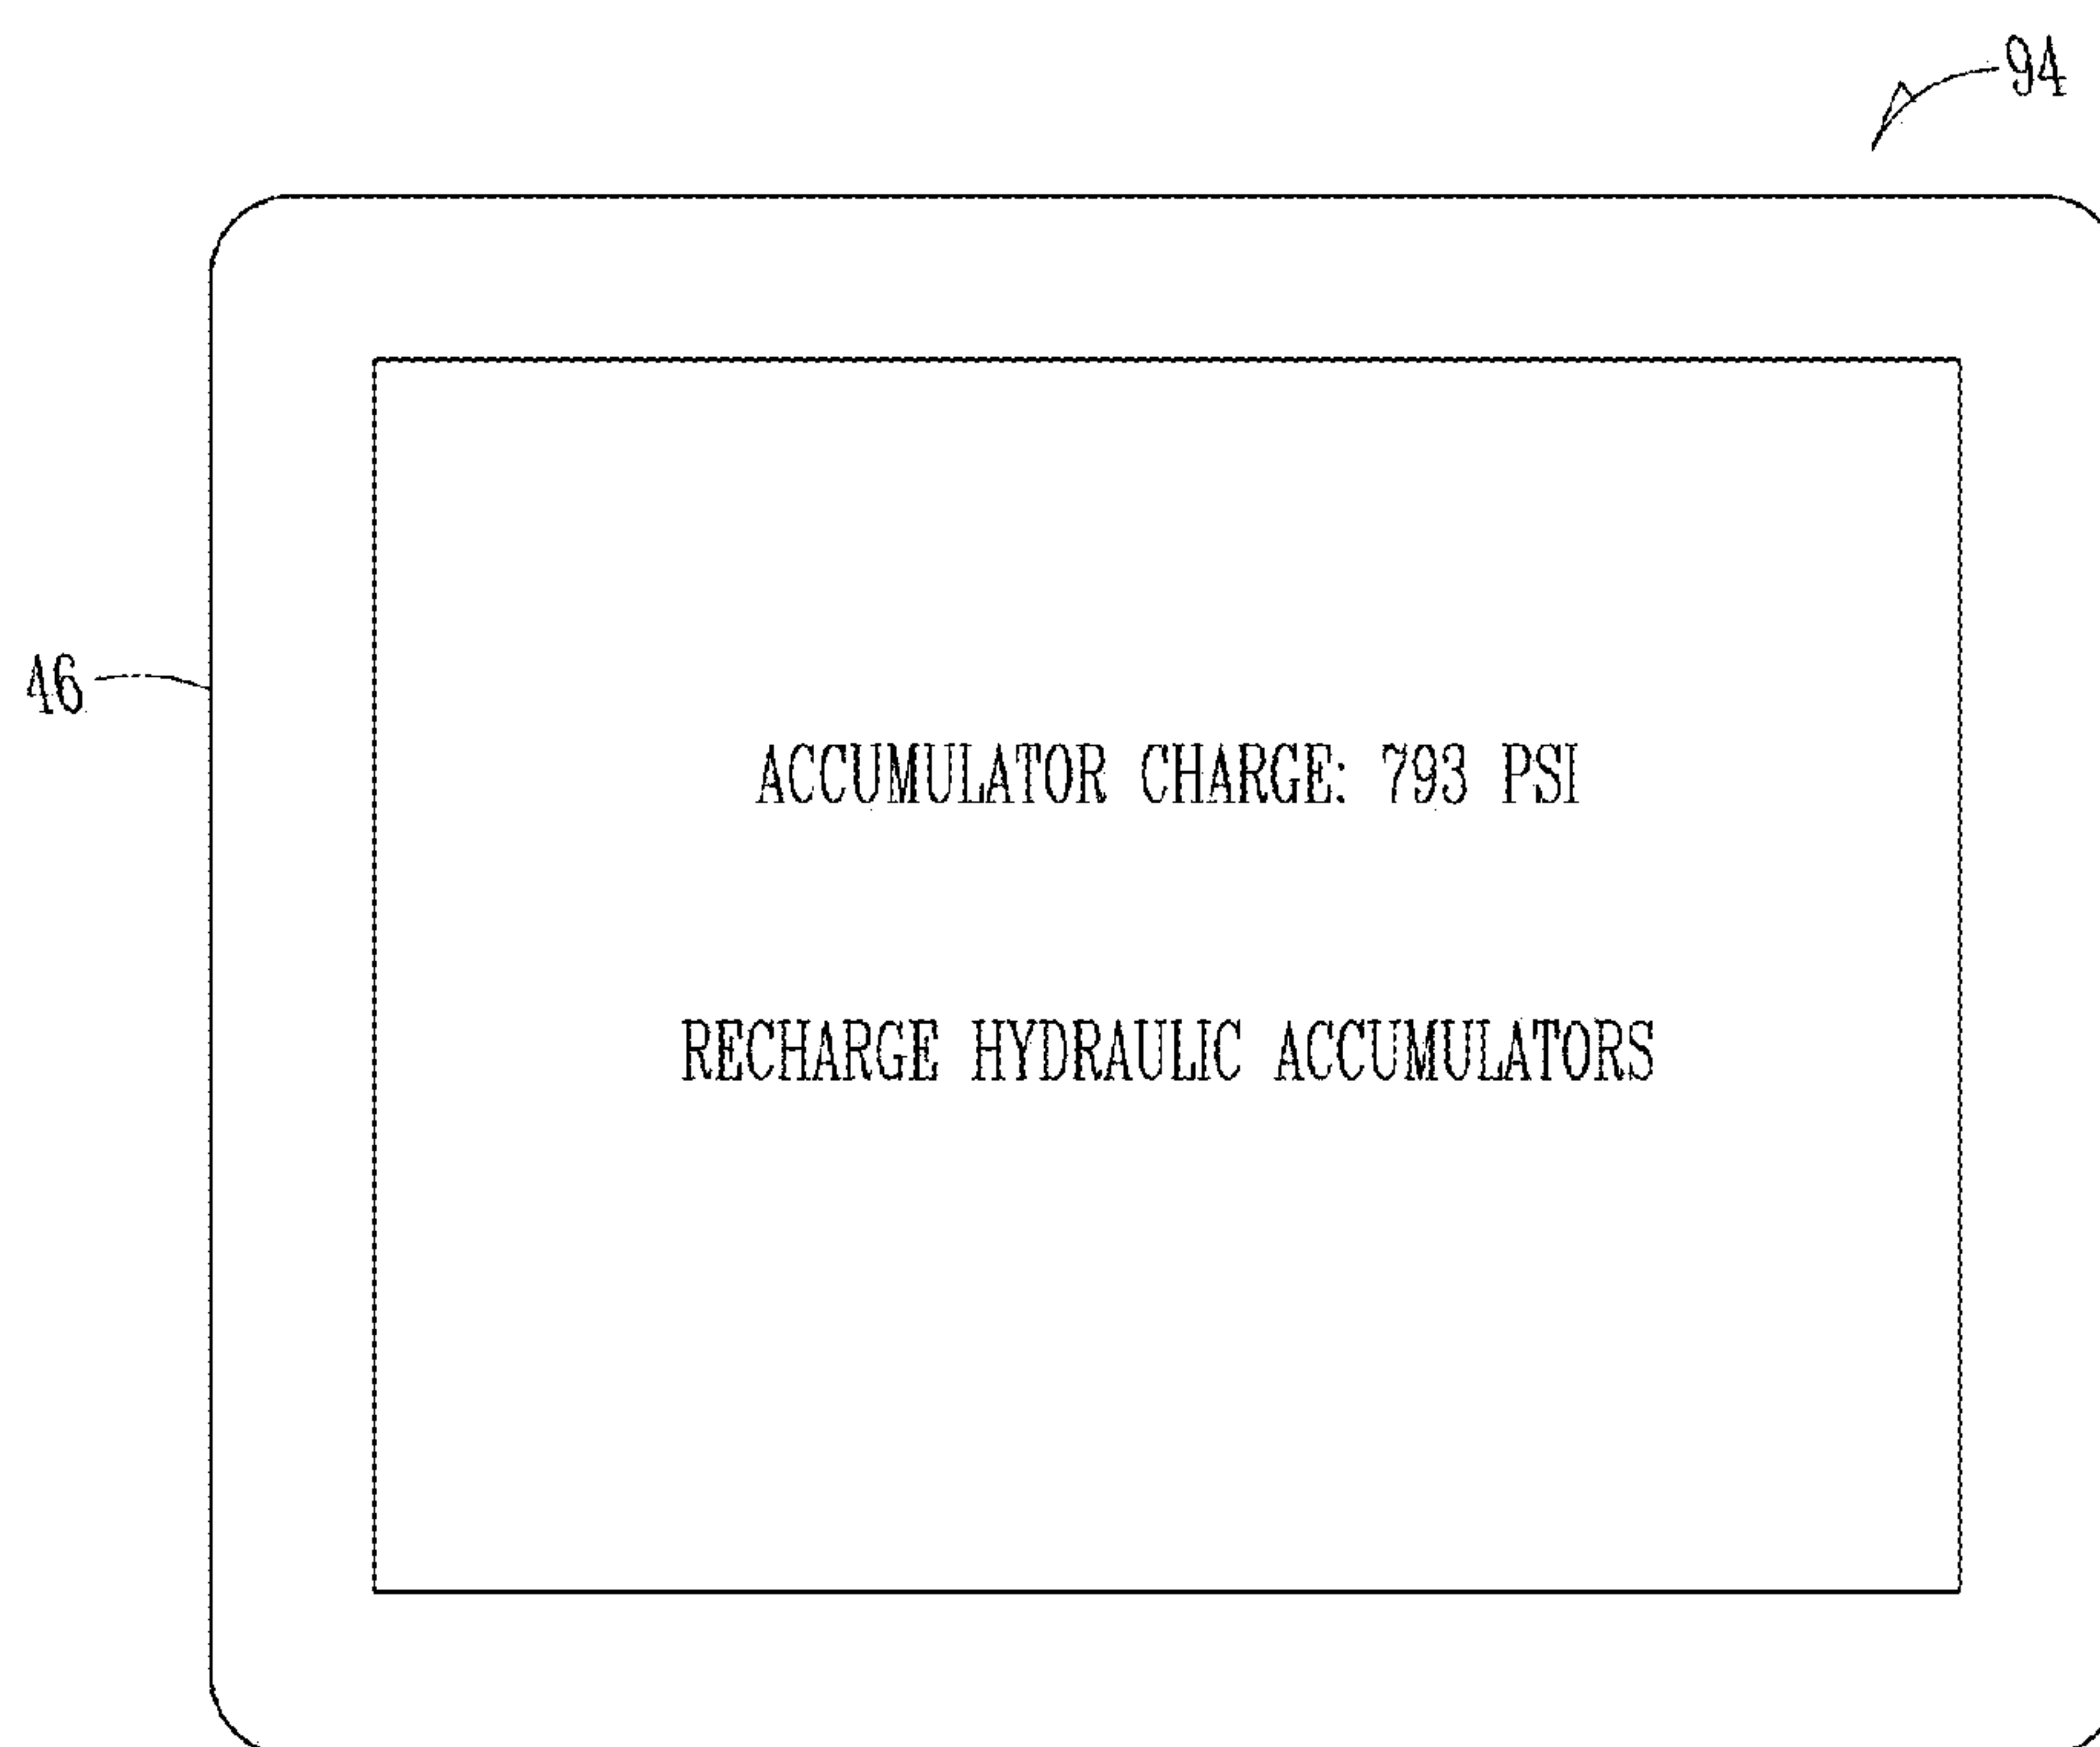 94
46
ACCUMULATOR CHARGE: 793 PSI
RECHARGE HYDRAULIC ACCUMULATORS